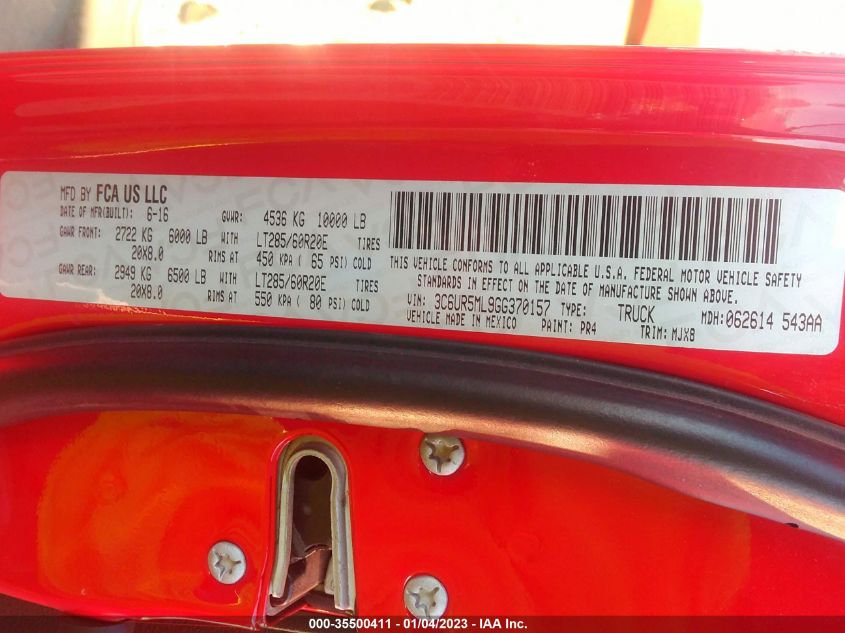 MFD BY FCA US LLC
DATE OF MFR(BUILT): 6-16 GVWR: 4536 KG 10000 LB
GAWR FRONT: 2722 KG 6000 LB WITH LT285/60R20E TIRES
20X8.0 RIMS AT 450 KPA ( 65 PSI) COLD
GAWR REAR: 2949 KG 6500 LB WITH LT285/60R20E TIRES
20X8.0 RIMS AT 550 KPA ( 80 PSI) COLD
THIS VEHICLE CONFORMS TO ALL APPLICABLE U.S.A. FEDERAL MOTOR VEHICLE SAFETY
STANDARDS IN EFFECT ON THE DATE OF MANUFACTURE SHOWN ABOVE.
VIN: 3C6UR5ML9GG370157 TYPE: TRUCK MDH:062614 543AA
VEHICLE MADE IN MEXICO PAINT: PR4 TRIM: MJX8
000-35500411 - 01/04/2023 - IAA Inc.